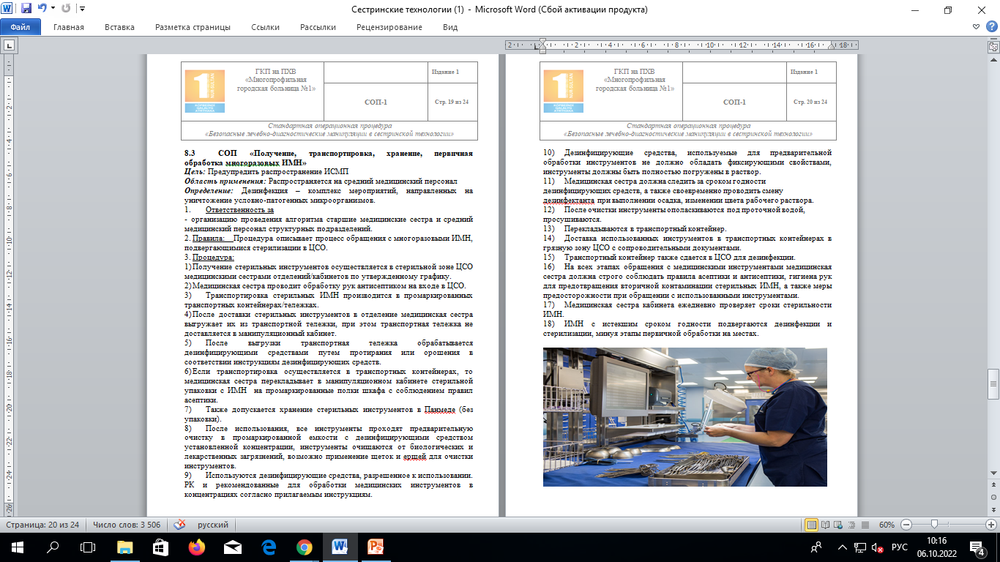 Сестринские технологии (1) - Microsoft Word (Сбой активации продукта)
Файл Главная Вставка Разметка страницы Ссылки Рассылки Рецензирование Вид
ГКП на ПХВ
«Многопрофильная
городская больница №1»
Издание 1
СОП-1
Стр. 19 из 24
Стандартная операционная процедура
«Безопасные лечебно-диагностические манипуляции в сестринской технологии»
8.3 СОП «Получение, транспортировка, хранение, первичная
обработка многоразовых ИМН»
Цель: Предупредить распространение ИСМП
Область применения: Распространяется на средний медицинский персонал
Определение: Дезинфекция – комплекс мероприятий, направленных на
уничтожение условно-патогенных микроорганизмов.
1. Ответственность за
- организацию проведения алгоритма старшие медицинские сестра и средний
медицинский персонал структурных подразделений.
2. Правила: Процедура описывает процесс обращения с многоразовыми ИМН,
подвергающимися стерилизации в ЦСО.
3. Процедура:
1) Получение стерильных инструментов осуществляется в стерильной зоне ЦСО
медицинскими сестрами отделений/кабинетов по утвержденному графику.
2) Медицинская сестра проводит обработку рук антисептиком на входе в ЦСО.
3) Транспортировка стерильных ИМН производится в промаркированных
транспортных контейнерах/тележках.
4) После доставки стерильных инструментов в отделение медицинская сестра
выгружает их из транспортной тележки, при этом транспортная тележка не
доставляется в манипуляционный кабинет.
5) После выгрузки транспортная тележка обрабатывается
дезинфицирующими средствами путем протирания или орошения в
соответствии инструкциям дезинфицирующих средств.
6) Если транспортировка осуществляется в транспортных контейнерах, то
медицинская сестра перекладывает в манипуляционном кабинете стерильной
упаковки с ИМН на промаркированные полки шкафа с соблюдением правил
асептики.
7) Также допускается хранение стерильных инструментов в Панмеде (без
упаковки).
8) После использования, все инструменты проходят предварительную
очистку в промаркированной емкости с дезинфицирующими средством
установленной концентрации, инструменты очищаются от биологических и
лекарственных загрязнений, возможно применение щеток и ершей для очистки
инструментов.
9) Используются дезинфицирующие средства, разрешенное к использовании.
РК и рекомендованные для обработки медицинских инструментов в
концентрациях согласно прилагаемым инструкциям.
ГКП на ПХВ
«Многопрофильная
городская больница №1»
Издание 1
СОП-1
Стр. 20 из 24
Стандартная операционная процедура
«Безопасные лечебно-диагностические манипуляции в сестринской технологии»
10) Дезинфицирующие средства, используемые для предварительной
обработки инструментов не должно обладать фиксирующими свойствами,
инструменты должны быть полностью погружены в раствор.
11) Медицинская сестра должна следить за сроком годности
дезинфицирующих средств, а также своевременно проводить смену
дезинфектанта при выполнении осадка, изменении цвета рабочего раствора.
12) После очистки инструменты ополаскиваются под проточной водой,
просушиваются.
13) Перекладываются в транспортный контейнер.
14) Доставка использованных инструментов в транспортных контейнерах в
грязную зону ЦСО с сопроводительными документами.
15) Транспортный контейнер также сдается в ЦСО для дезинфекции.
16) На всех этапах обращения с медицинскими инструментами медицинская
сестра должна строго соблюдать правила асептики и антисептики, гигиена рук
для предотвращения вторичной контаминации стерильных ИМН, а также меры
предосторожности при обращении с использованными инструментами.
17) Медицинская сестра кабинета ежедневно проверяет сроки стерильности
ИМН.
18) ИМН с истекшим сроком годности подвергаются дезинфекции и
стерилизации, минуя этапы первичной обработки на местах.
Страница: 20 из 24 Число слов: 3 506 русский 60%
РУС 10:16
06.10.2022
4